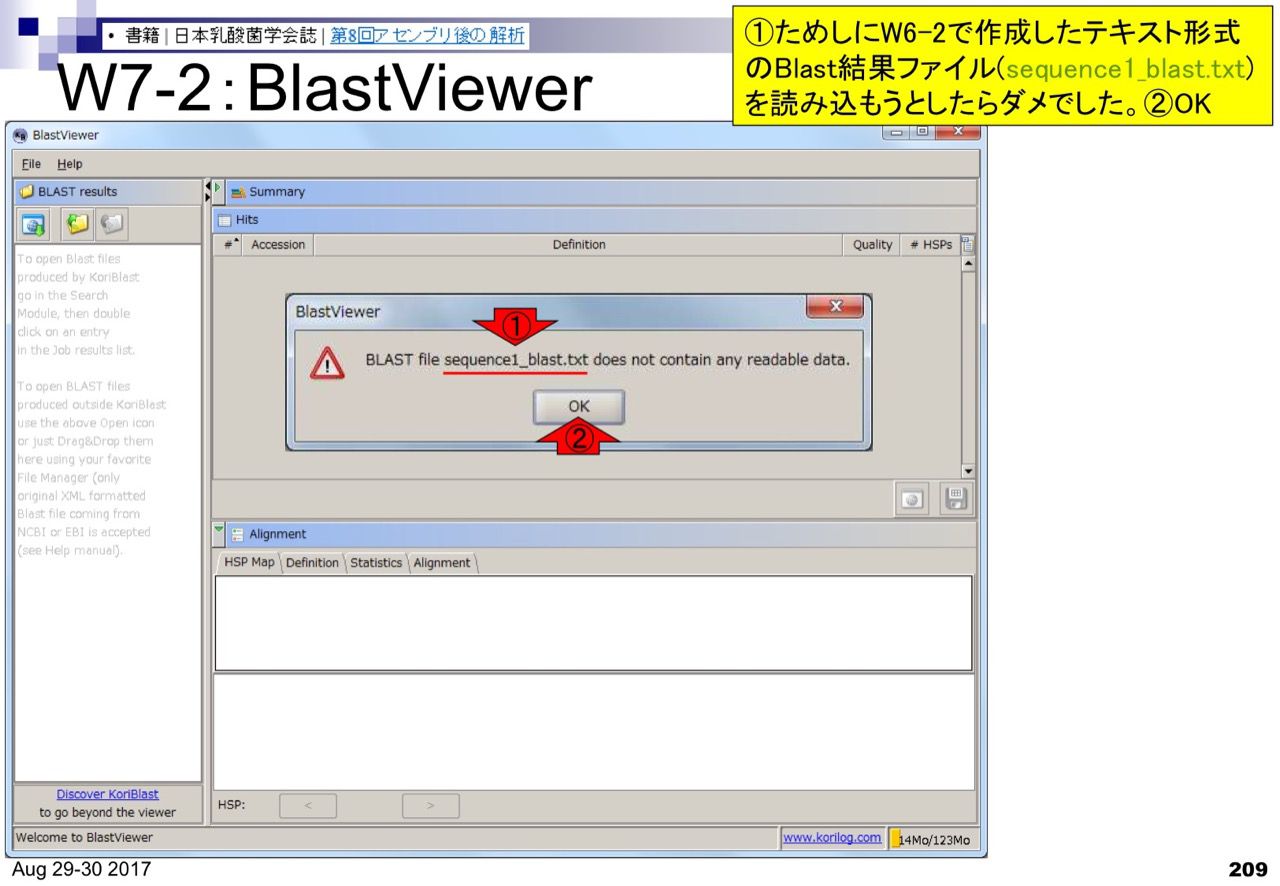 • 書籍 | 日本乳酸菌学会誌 | 第8回アセンブリ後の解析
W7-2：BlastViewer
①ためしにW6-2で作成したテキスト形式
のBlast結果ファイル(sequence1_blast.txt)
を読み込もうとしたらダメでした。②OK
BlastViewer
File Help
BLAST results
To open Blast files
produced by KoriBlast
go in the Search
Module, then double
click on an entry
in the Job results list.
To open BLAST files
produced outside KoriBlast
use the above Open icon
or just Drag&Drop them
here using your favorite
File Manager (only
original XML formatted
Blast file coming from
NCBI or EBI is accepted
(see Help manual).
Discover KoriBlast
to go beyond the viewer
Summary
Hits
# Accession Definition Quality # HSPs
BlastViewer
①
BLAST file sequence1_blast.txt does not contain any readable data.
OK
②
Alignment
HSP Map Definition Statistics Alignment
HSP: < >
Welcome to BlastViewer
www.korilog.com 14Mo/123Mo
Aug 29-30 2017
209